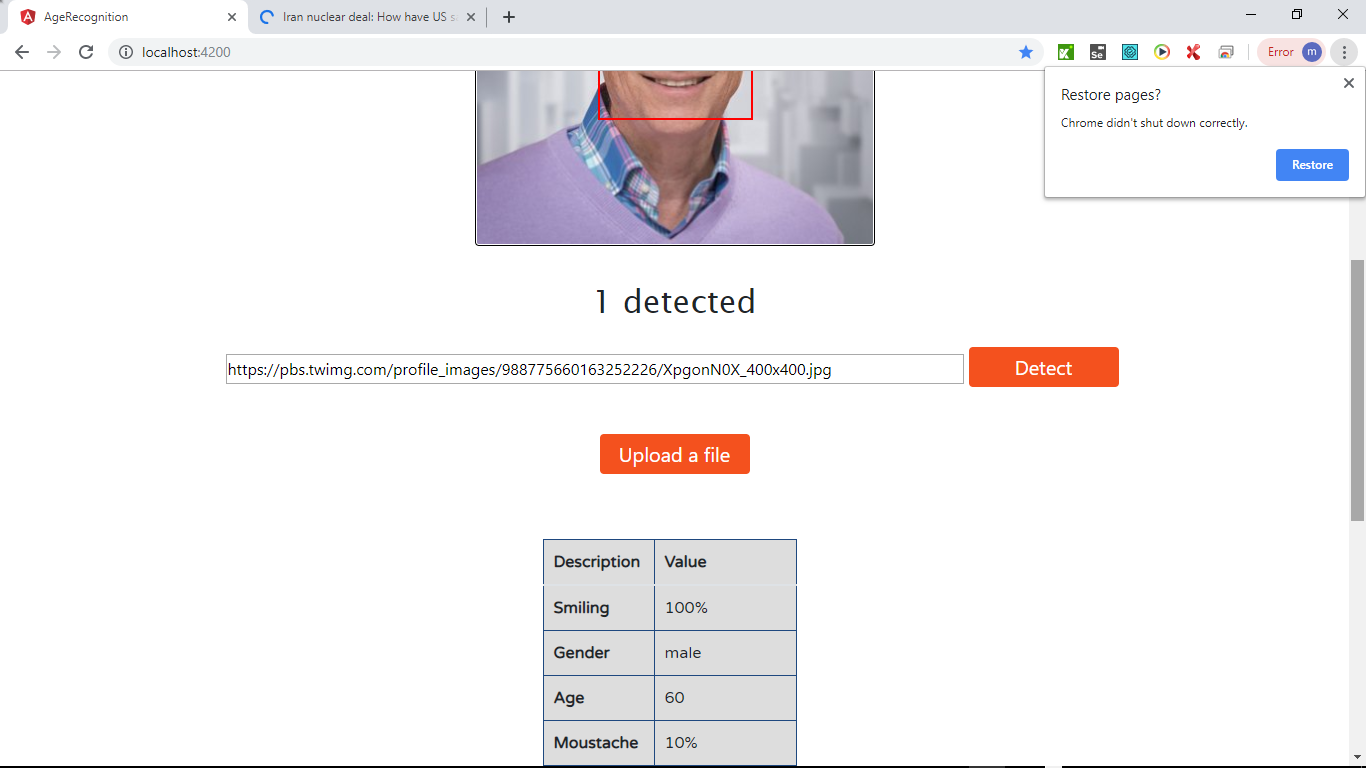 AgeRecognition
Iran nuclear deal: How have US s
localhost:4200
Se
Error
m
Restore pages?
Chrome didn't shut down correctly.
Restore
1 detected
https://pbs.twimg.com/profile_images/988775660163252226/XpgonN0X_400x400.jpg
Detect
Upload a file
Description Value
Smiling 100%
Gender male
Age 60
Moustache 10%